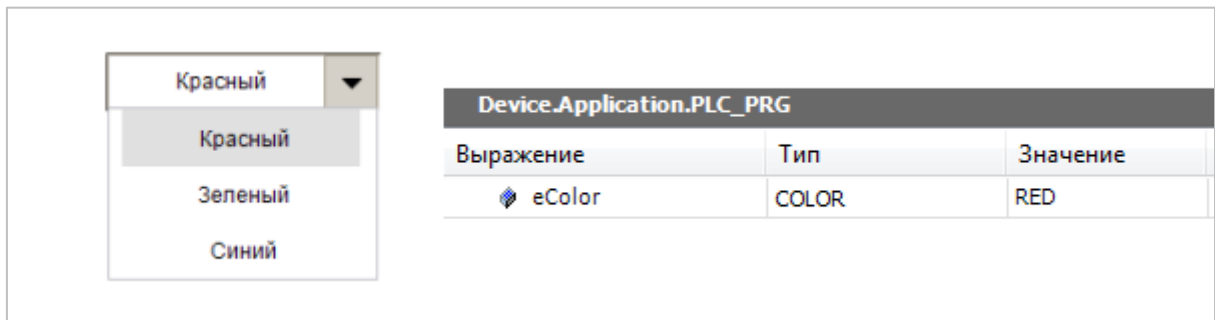 Красный
Красный
Зеленый
Синий
Device.Application.PLC_PRG
Выражение Тип Значение
eColor COLOR RED